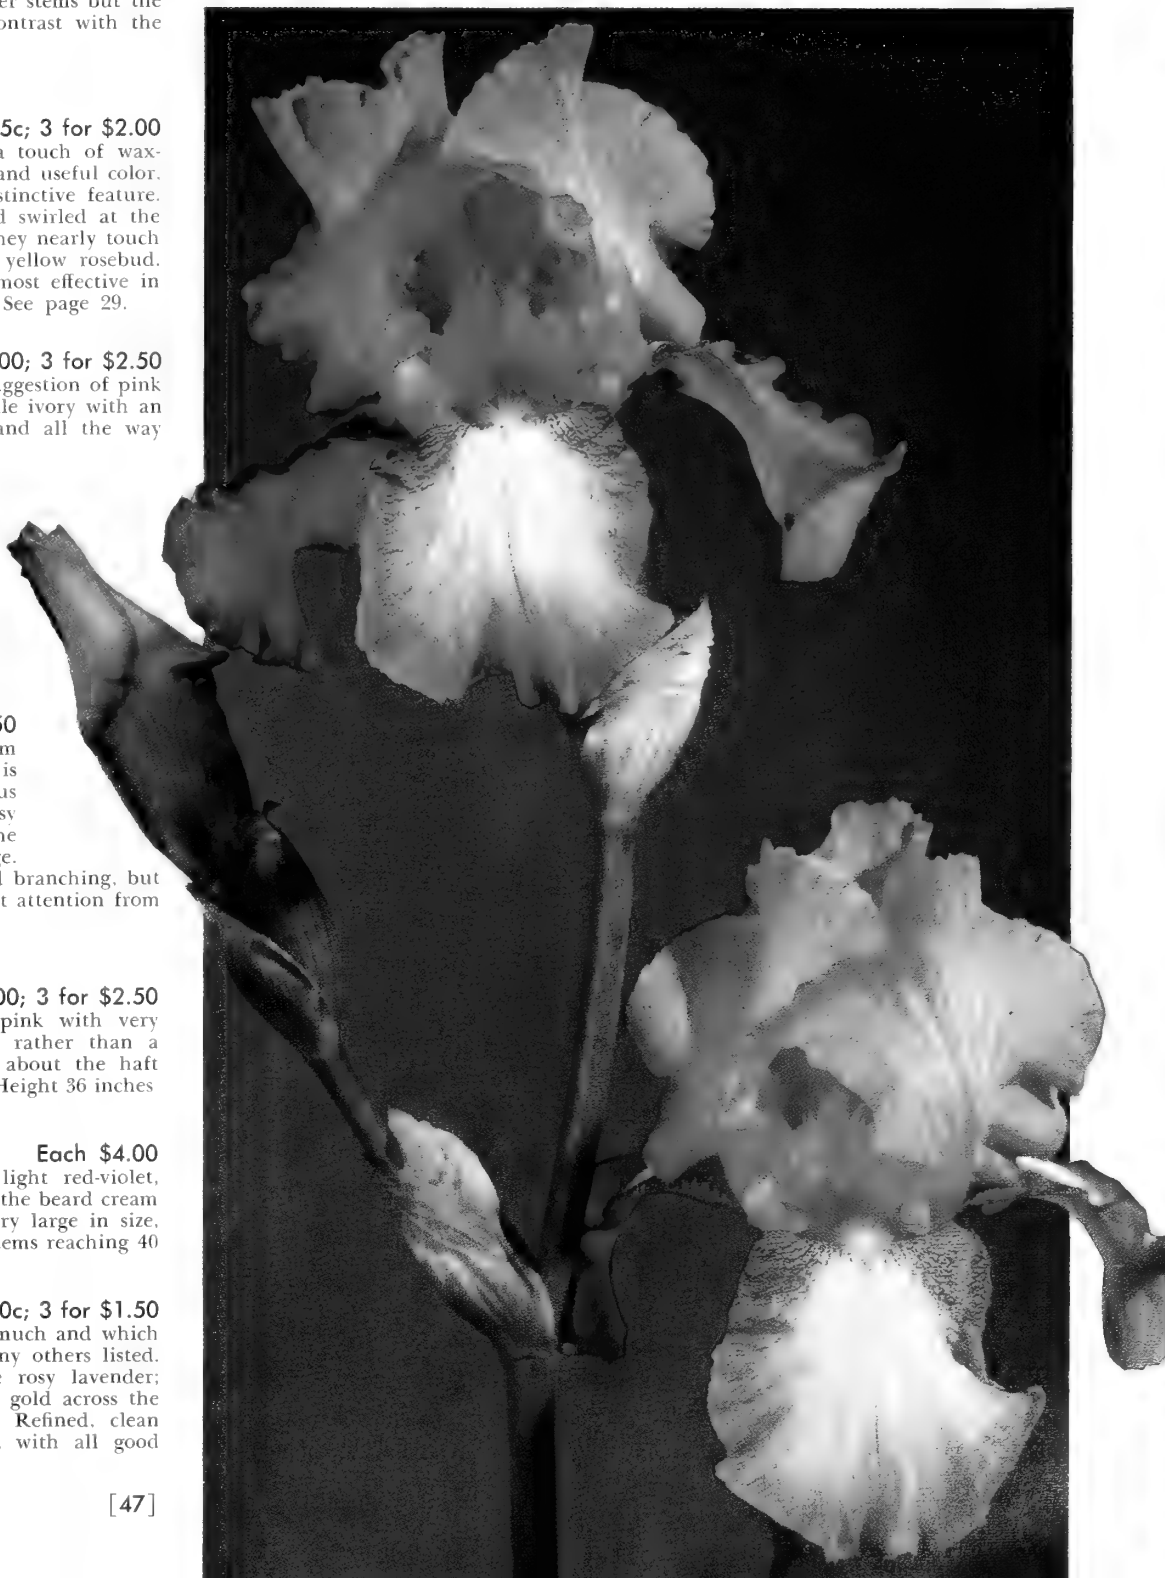 er stems but the
ontrast with the
5c; 3 for $2.00
a touch of wax-
and useful color.
stinctive feature.
d swirled at the
hey nearly touch
yellow rosebud.
most effective in
See page 29.
00; 3 for $2.50
ggestion of pink
le ivory with an
and all the way
50
m
is
us
sy
ne
ge.
l branching, but
t attention from
00; 3 for $2.50
pink with very
rather than a
about the haft
Height 36 inches
Each $4.00
light red-violet,
the beard cream
ry large in size,
ems reaching 40
0c; 3 for $1.50
much and which
ny others listed.
e rosy lavender;
gold across the
Refined, clean
with all good
[47]